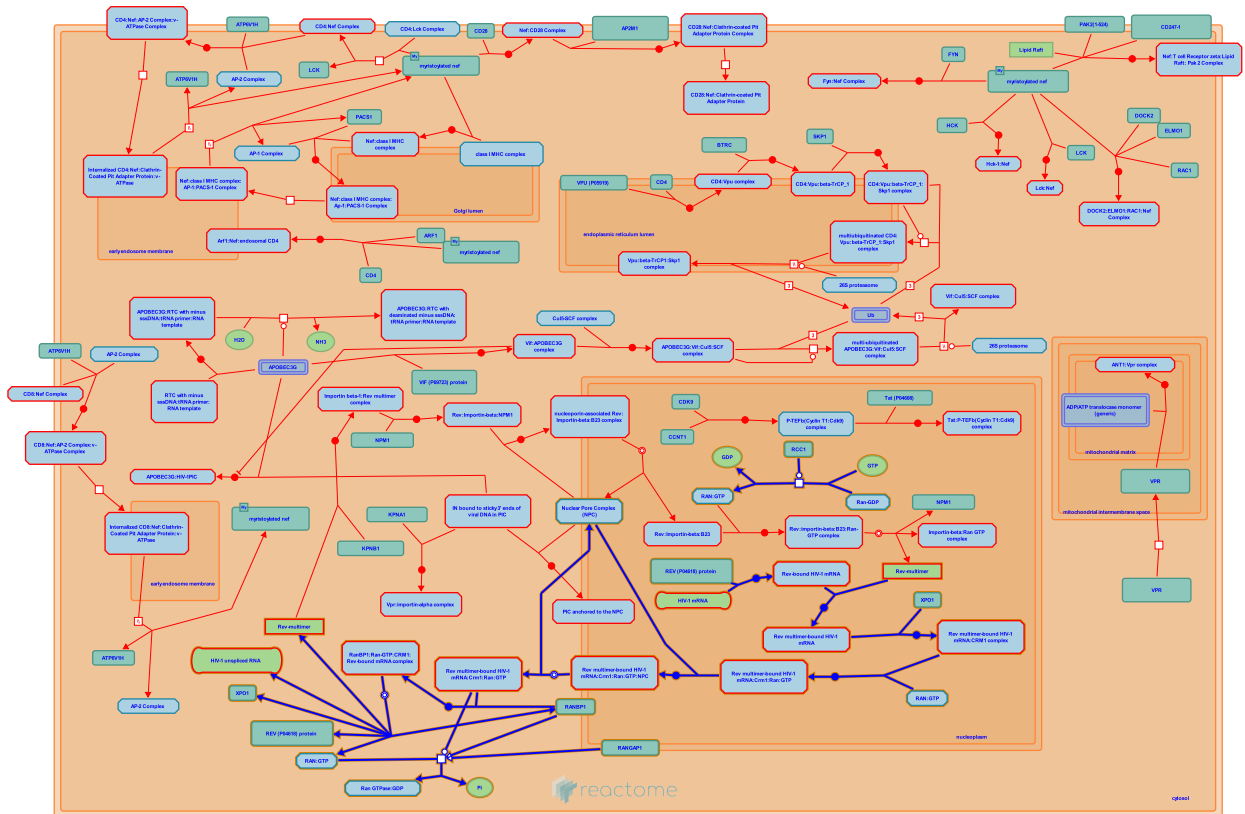 CD4:Nef:AP-2 Complex:v-
ATPase Complex
ATP6V1H
CD4:Nef Complex
CD4:Lck Complex
CD28
Nef:CD28 Complex
AP2M1
CD28:Nef:Clathrin-coated Pit
Adapter Protein Complex
PAK2(1-524)
CD247-1
LCK
AP-2 Complex
ATP6V1H
My
myristoylated nef
CD28:Nef:Clathrin-coated Pit
Adapter Protein
FYN
Lipid Raft
Nef:T cell Receptor zeta:Lipid
Raft: Pak 2 Complex
Fyn:Nef Complex
My
myristoylated nef
PACS1
AP-1 Complex
Nef:class I MHC
complex
class I MHC complex
Internalized CD4:Nef:Clathrin-
Coated Pit Adapter Protein:v-
ATPase
Nef:class I MHC complex:
AP-1:PACS-1 Complex
Nef:class I MHC complex:
Ap-1:PACS-1 Complex
Golgi lumen
early endosome membrane
BTRC
SKP1
VPU (P05919)
CD4
CD4:Vpu complex
CD4:Vpu:beta-TrCP_1
CD4:Vpu:beta-TrCP_1:
Skp1 complex
HCK
Hck-1:Nef
LCK
Lck:Nef
DOCK2
ELMO1
RAC1
DOCK2:ELMO1:RAC1:Nef
Complex
Arf1:Nef:endosomal CD4
ARF1
My
myristoylated nef
CD4
endoplasmic reticulum lumen
multiubiquitinated CD4:
Vpu:beta-TrCP_1:Skp1
complex
Vpu:beta-TrCP1:Skp1
complex
26S proteasome
3
3
Ub
Vif:Cul5:SCF complex
3
3
APOBEC3G:RTC with minus
sssDNA:tRNA primer:RNA
template
APOBEC3G:RTC with
deaminated minus sssDNA:
tRNA primer:RNA template
H2O
NH3
Cul5-SCF complex
Vif:APOBEC3G
complex
APOBEC3G:Vif:Cul5:SCF
complex
multi-ubiquitinated
APOBEC3G:Vif:Cul5:SCF
complex
26S proteasome
ATP6V1H
AP-2 Complex
APOBEC3G
VIF (P69723) protein
CD8:Nef Complex
RTC with minus
sssDNA:tRNA primer:
RNA template
ANT1:Vpr complex
ADP/ATP translocase monomer
(generic)
mitochondrial matrix
VPR
mitochondrial intermembrane space
VPR
CD8:Nef:AP-2 Complex:v-
ATPase Complex
Importin beta-1:Rev multimer
complex
NPM1
Rev:Importin-beta:NPM1
nucleoporin-associated Rev:
Importin-beta:B23 complex
CDK9
CCNT1
P-TEFb(Cyclin T1:Cdk9)
complex
Tat (P04608)
Tat:P-TEFb(Cyclin T1:Cdk9)
complex
APOBEC3G:HIV-1PIC
GDP
RCC1
GTP
RAN:GTP
Ran-GDP
Internalized CD8:Nef:Clathrin-
Coated Pit Adapter Protein:v-
ATPase
My
myristoylated nef
early endosome membrane
KPNA1
KPNB1
IN bound to sticky 3' ends of
viral DNA in PIC
Nuclear Pore Complex
(NPC)
Rev:Importin-beta:B23
Rev:Importin-beta:B23:Ran-
GTP complex
NPM1
Importin-beta:Ran GTP
complex
REV (P04618) protein
HIV-1 mRNA
Rev-bound HIV-1 mRNA
Rev-multimer
Vpr:importin-alpha complex
PIC anchored to the NPC
XPO1
Rev multimer-bound HIV-1
mRNA
Rev multimer-bound HIV-1
mRNA:CRM1 complex
Rev-multimer
HIV-1 unspliced RNA
RanBP1:Ran-GTP:CRM1:
Rev-bound mRNA complex
Rev multimer-bound HIV-1
mRNA:Crm1:Ran:GTP
Rev multimer-bound HIV-1
mRNA:Crm1:Ran:GTP:NPC
Rev multimer-bound HIV-1
mRNA:Crm1:Ran:GTP
RAN:GTP
ATP6V1H
AP-2 Complex
XPO1
RANBP1
REV (P04618) protein
RANGAP1
nucleoplasm
RAN:GTP
Ran GTPase:GDP
Pi
reactome
cytosol